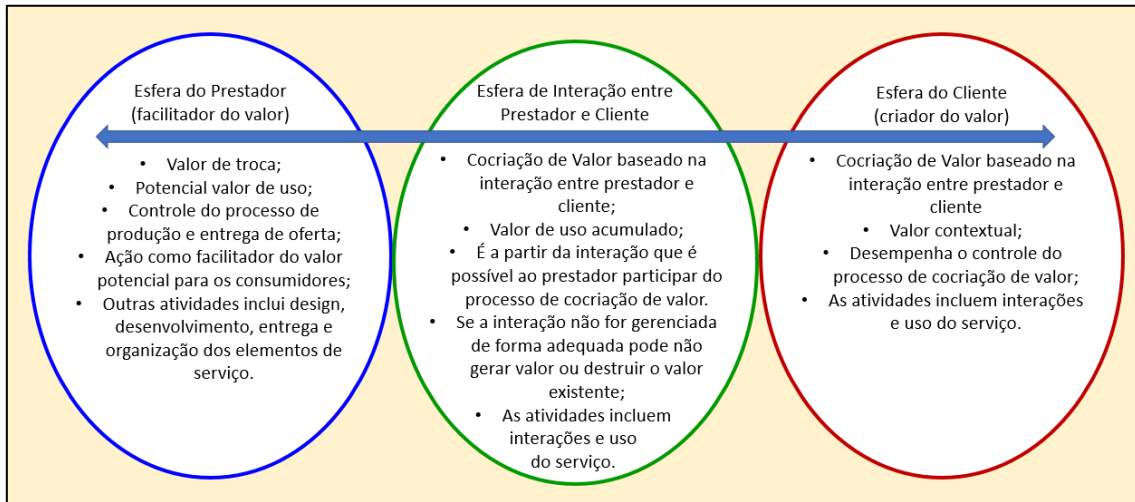 Esfera do Prestador
(facilitador do valor)
• Valor de troca;
• Potencial valor de uso;
• Controle do processo de
produção e entrega de oferta;
• Ação como facilitador do valor
potencial para os consumidores;
• Outras atividades inclui design,
desenvolvimento, entrega e
organização dos elementos de
serviço.
Esfera de Interação entre
Prestador e Cliente
• Cocriação de Valor baseado na
interação entre prestador e
cliente;
• Valor de uso acumulado;
• É a partir da interação que é
possível ao prestador participar do
processo de cocriação de valor.
• Se a interação não for gerenciada
de forma adequada pode não
gerar valor ou destruir o valor
existente;
• As atividades incluem
interações e uso
do serviço.
Esfera do Cliente
(criador do valor)
• Cocriação de Valor baseado na
interação entre prestador e
cliente
• Valor contextual;
• Desempenha o controle do
processo de cocriação de valor;
• As atividades incluem interações
e uso do serviço.